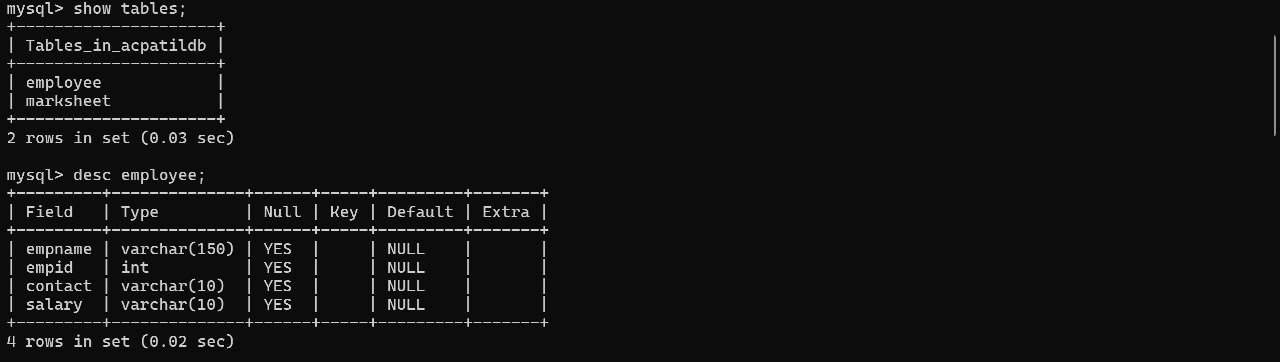 mysql> show tables;
+---------------------+
| Tables_in_acpatildb |
+---------------------+
| employee            |
| marksheet           |
+---------------------+
2 rows in set (0.03 sec)

mysql> desc employee;
+---------+--------------+------+-----+---------+-------+
| Field   | Type         | Null | Key | Default | Extra |
+---------+--------------+------+-----+---------+-------+
| empname | varchar(150) | YES  |     | NULL    |       |
| empid   | int          | YES  |     | NULL    |       |
| contact | varchar(10)  | YES  |     | NULL    |       |
| salary  | varchar(10)  | YES  |     | NULL    |       |
+---------+--------------+------+-----+---------+-------+
4 rows in set (0.02 sec)